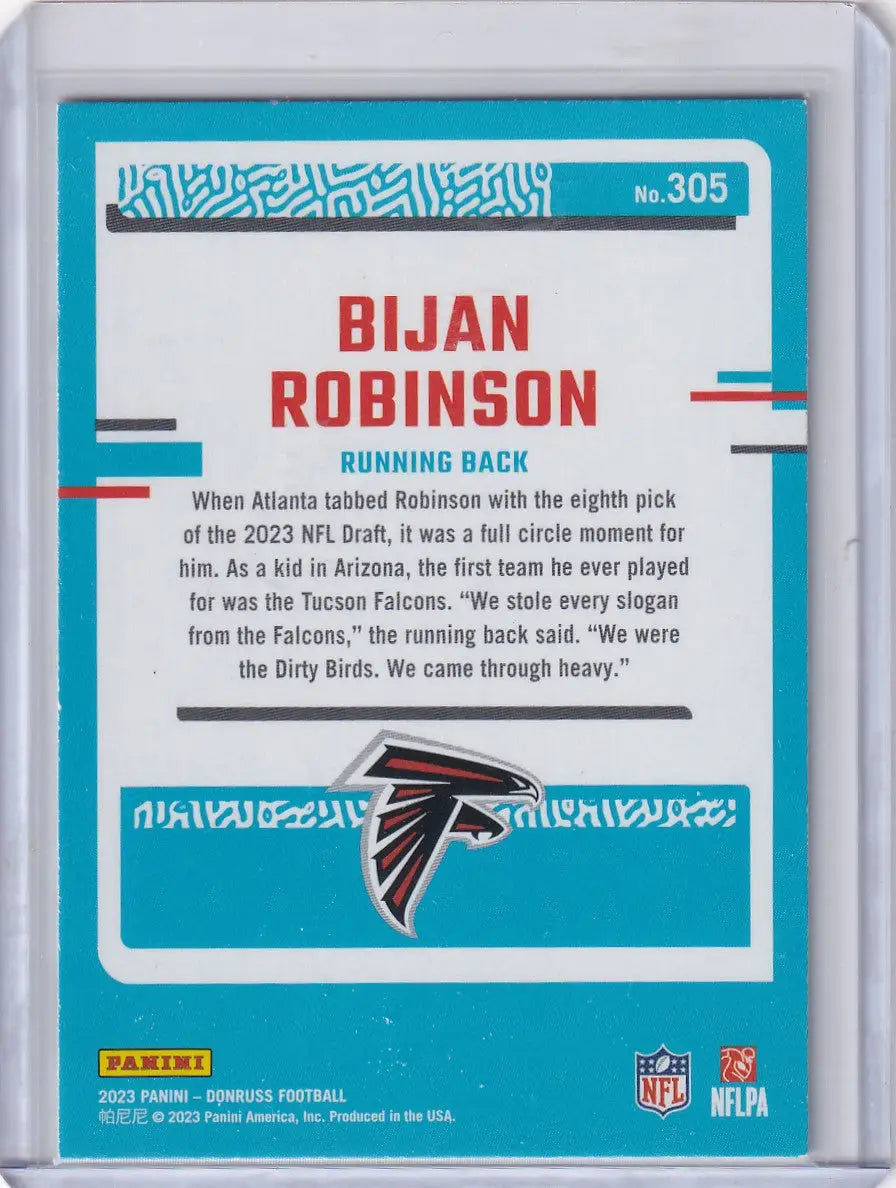 No.305
BIJAN
ROBINSON
RUNNING BACK
When Atlanta tabbed Robinson with the eighth pick
of the 2023 NFL Draft, it was a full circle moment for
him. As a kid in Arizona, the first team he ever played
for was the Tucson Falcons. “We stole every slogan
from the Falcons,” the running back said. “We were
the Dirty Birds. We came through heavy.”
PANINI
2023 PANINI – DONRUSS FOOTBALL
帕尼尼 © 2023 Panini America, Inc. Produced in the USA.
NFL
NFLPA